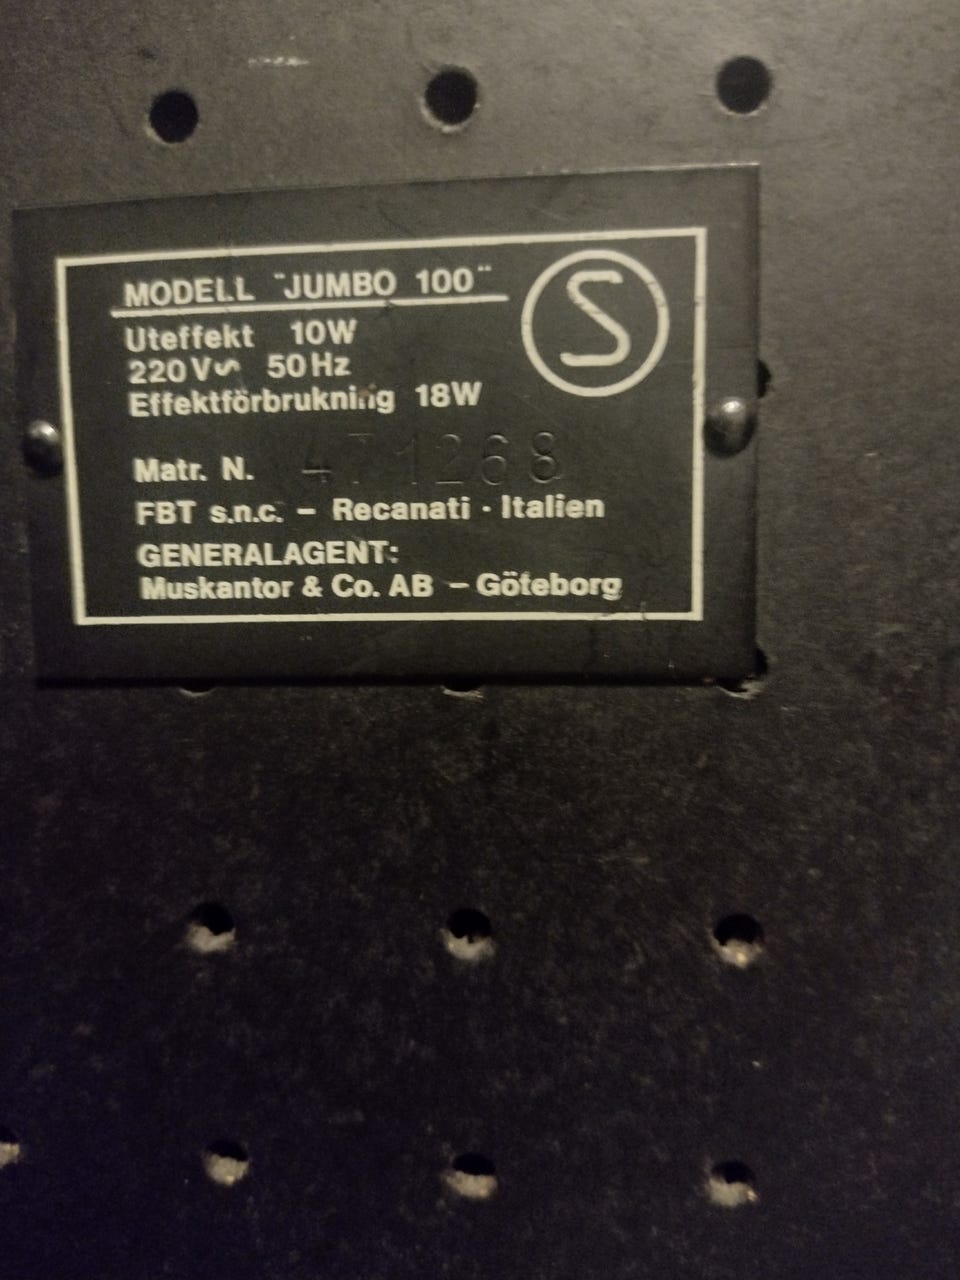 MODELL "JUMBO 100"
S
Uteffekt 10W
220V~ 50Hz
Effektförbrukning 18W
Matr. N. 471268
FBT s.n.c. - Recanati · Italien
GENERALAGENT:
Muskantor & Co. AB - Göteborg